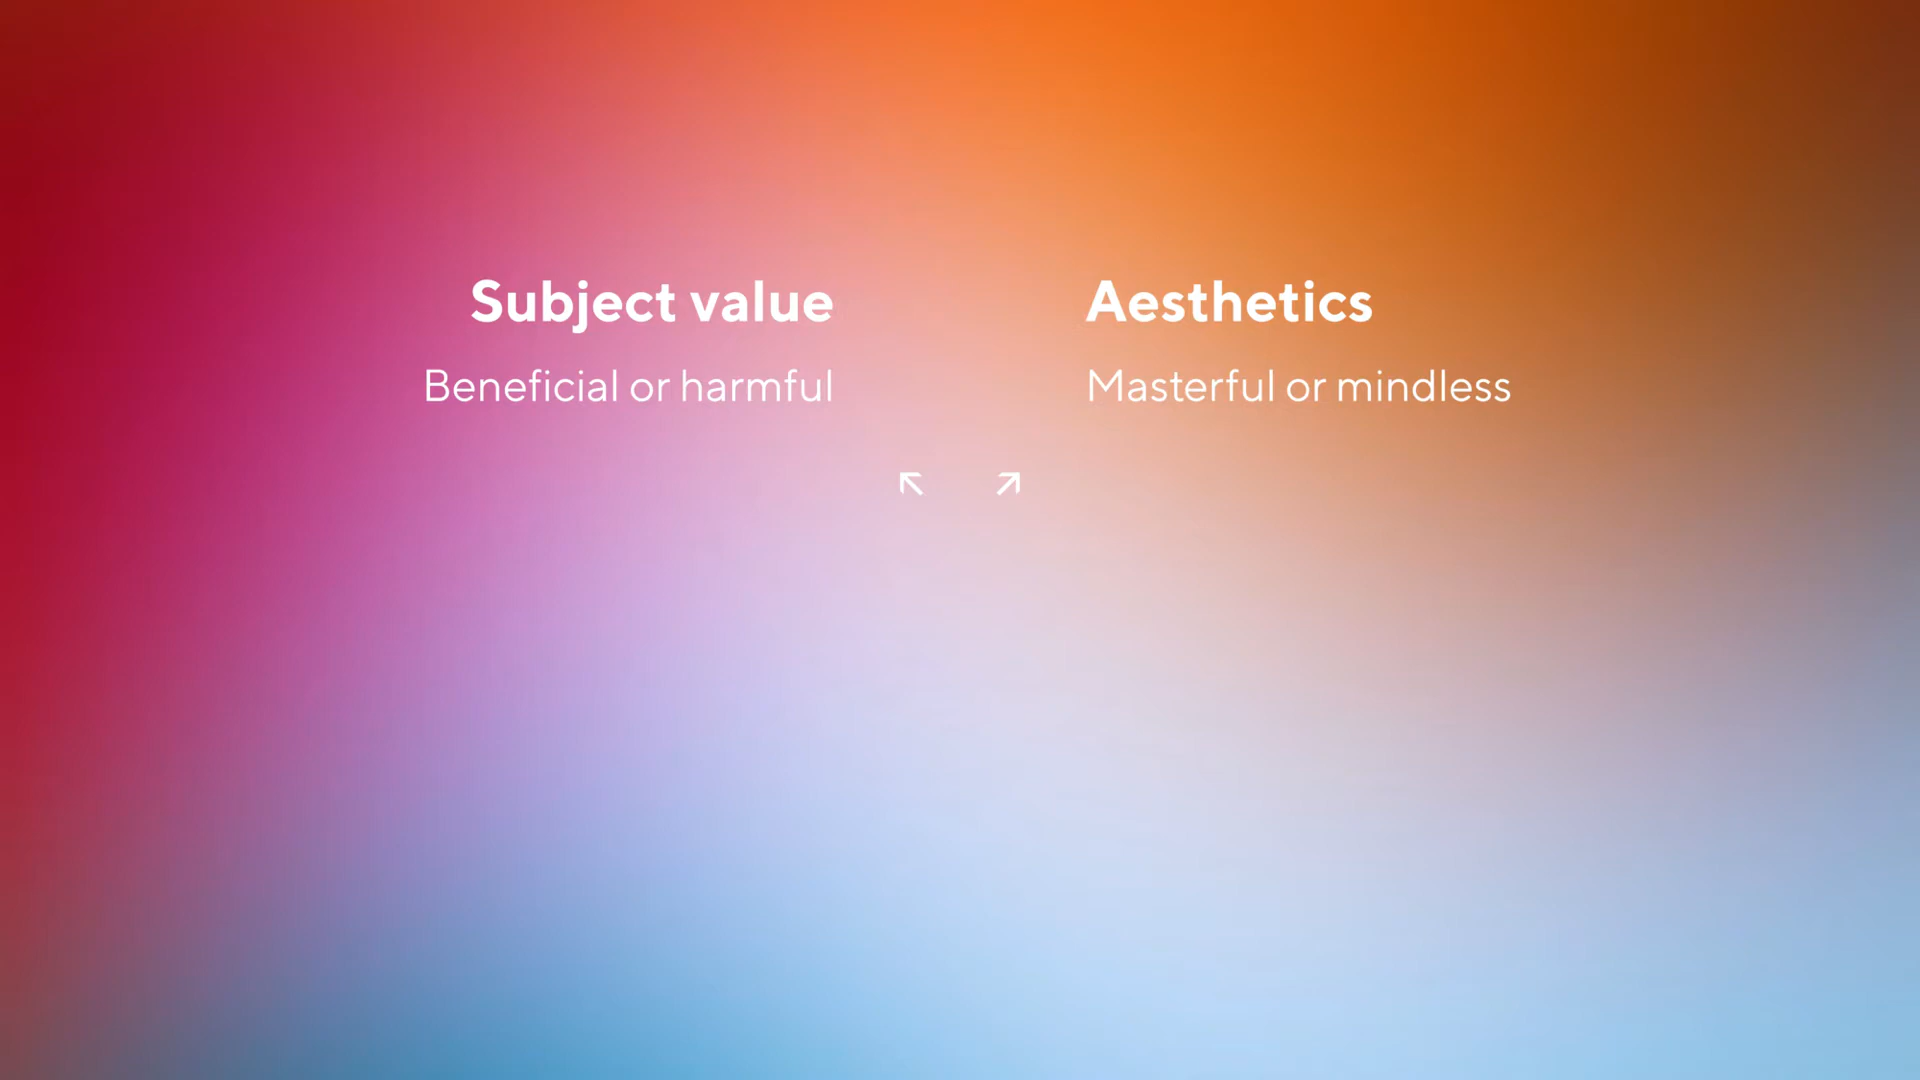 Subject value
Beneficial or harmful
Aesthetics
Masterful or mindless